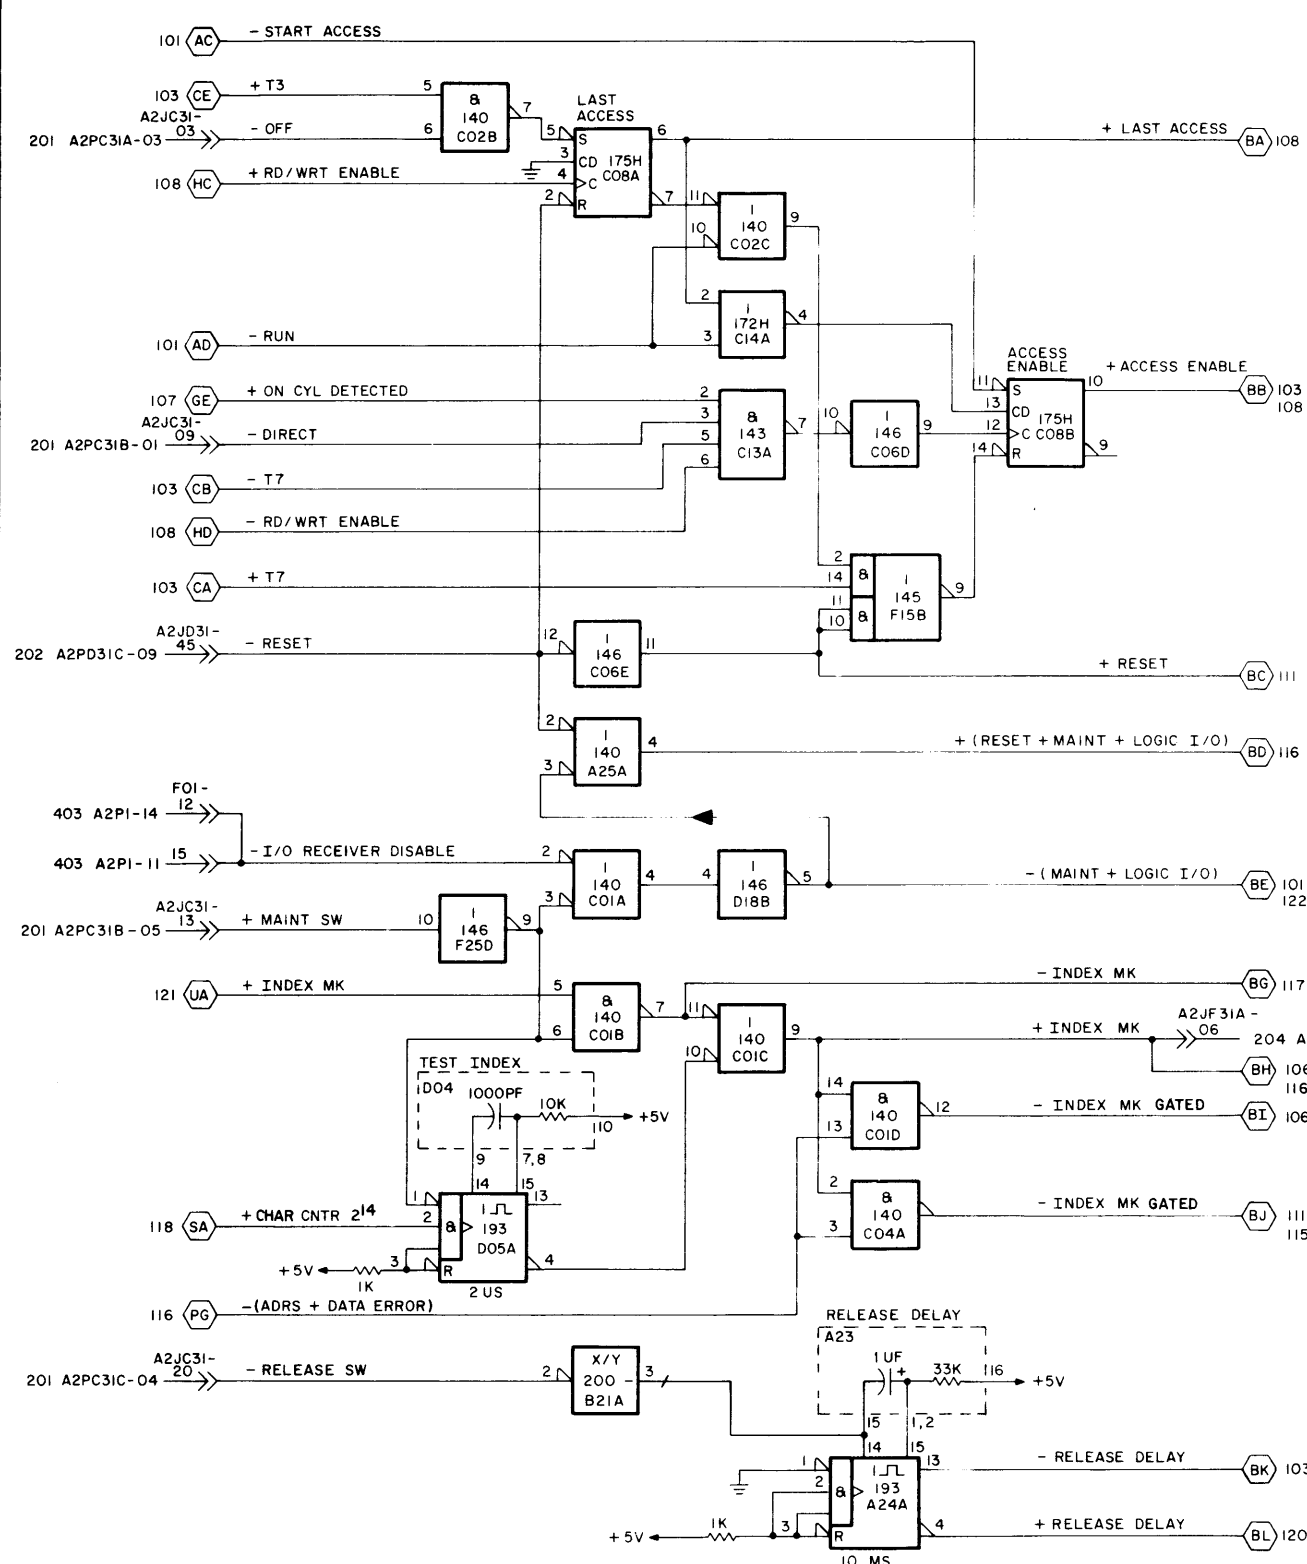 101 AC - START ACCESS
103 CE + T3 5
A2JC31-
201 A2PC31A-03 03 - OFF 6
&
140
C02B
7
LAST
ACCESS
5 S
3 CD
4 C
2 R
175H
C08A
6
7
+ LAST ACCESS BA 108
108 HC + RD/WRT ENABLE
11
10
1
140
C02C
9
2
3
1
172H
C14A
4
101 AD - RUN
107 GE + ON CYL DETECTED 2
A2JC31-
201 A2PC31B-01 09 - DIRECT 3
103 CB - T7 5
108 HD - RD/WRT ENABLE 6
&
143
C13A
7
10
1
146
C06D
9
ACCESS
ENABLE
11 S
13 CD
12 C
14 R
175H
C08B
10
9
+ACCESS ENABLE BB 103
108
103 CA + T7
2
14
11
10
&
&
1
145
F15B
9
A2JD31-
202 A2PD31C-09 45 - RESET 12
1
146
C06E
11
+ RESET BC 111
2
3
1
140
A25A
4
+ (RESET + MAINT + LOGIC I/O) BD 116
F01-
403 A2P1-14 12
403 A2P1-11 15 - I/O RECEIVER DISABLE 2
3
1
140
C01A
4
4
1
146
D18B
5
-(MAINT + LOGIC I/O) BE 101
122
A2JC31-
201 A2PC31B-05 13 + MAINT SW 10
1
146
F25D
9
121 UA + INDEX MK 5
6
&
140
C01B
7
- INDEX MK BG 117
11
10
1
140
C01C
9
+ INDEX MK
A2JF31A-
06 204 A
BH 106
116
TEST INDEX
D04
1000PF
10K
10 +5V
9 7,8
14
13
&
140
C01D
12
- INDEX MK GATED BI 106
2
3
&
140
C04A
- INDEX MK GATED BJ 111
115
14 15
13
1
2
3
&
R
1
193
D05A
4
2 US
118 SA +CHAR CNTR 2¹⁴
+5V 1K
116 PG -(ADRS + DATA ERROR)
A2JC31-
201 A2PC31C-04 20 - RELEASE SW 2
X/Y
200
B21A
3
RELEASE DELAY
A23
1UF
+
33K
16 +5V
15 1,2
14 15
13
1
2
3
&
R
1
193
A24A
4
10 MS
+5V 1K
- RELEASE DELAY BK 103
+ RELEASE DELAY BL 120